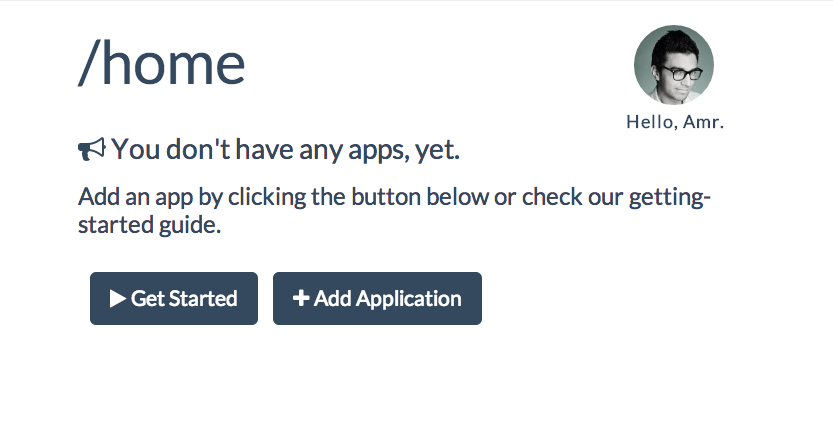 /home
Hello, Amr.
You don't have any apps, yet.
Add an app by clicking the button below or check our getting-
started guide.
Get Started
Add Application